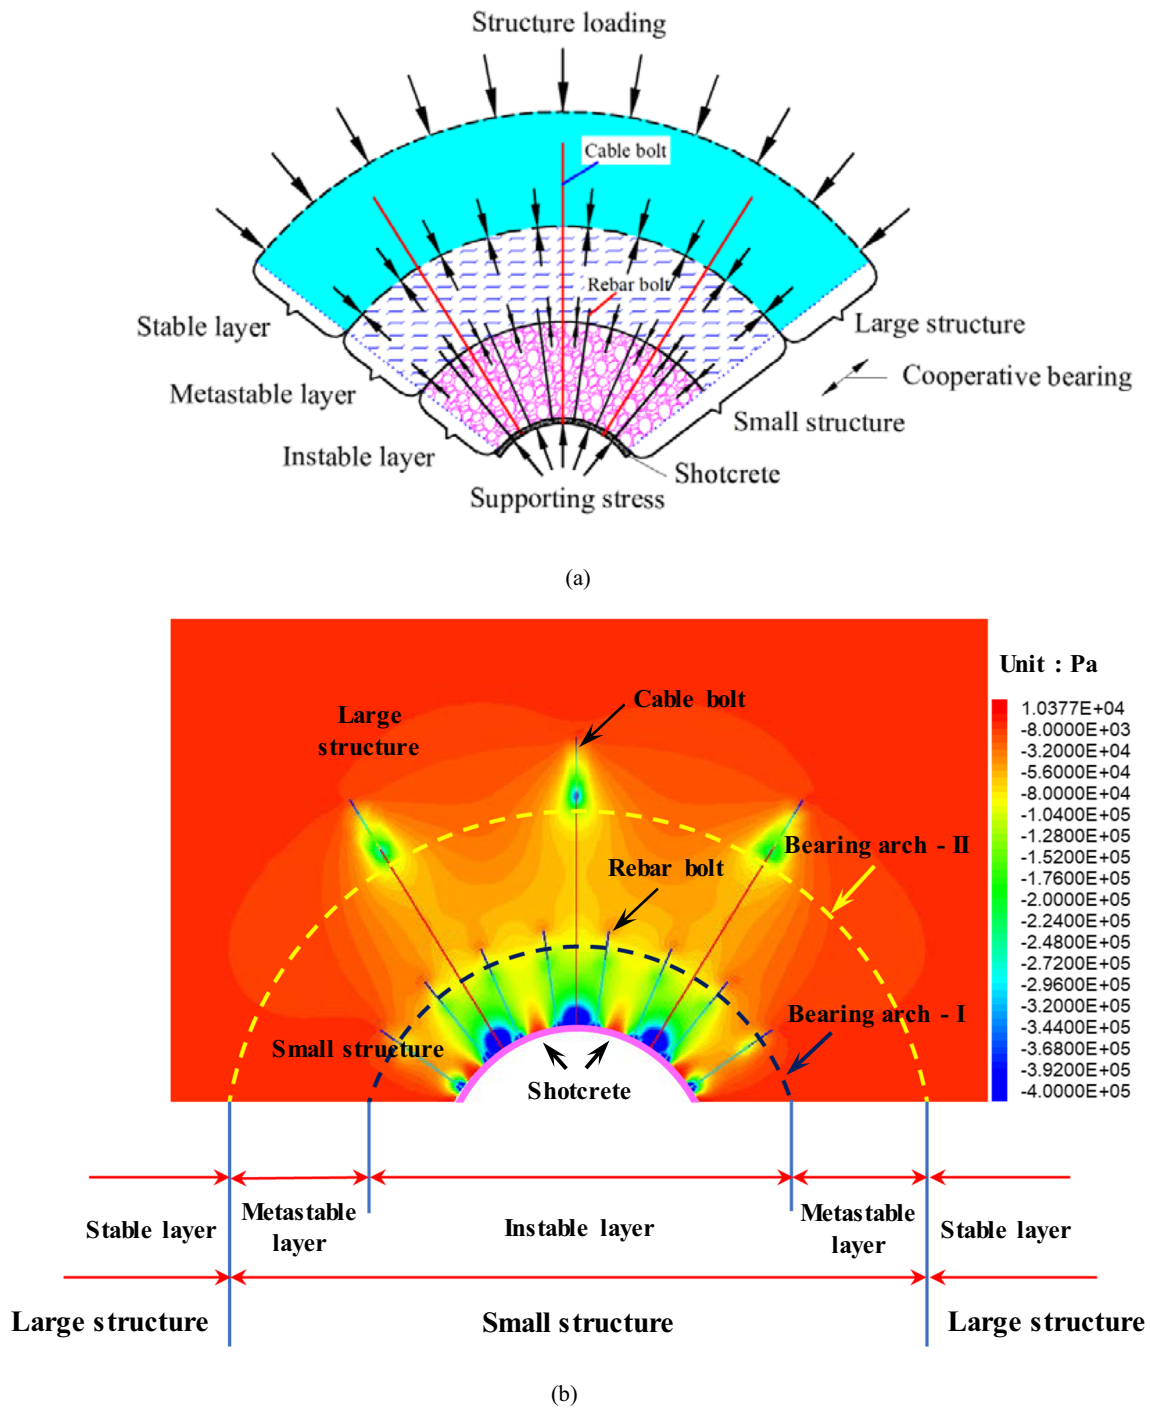 Structure loading
Cable bolt
Rebar bolt
Stable layer
Large structure
Metastable layer
Cooperative bearing
Small structure
Instable layer
Shotcrete
Supporting stress
(a)
Unit : Pa
Cable bolt
Large
structure
1.0377E+04
-8.0000E+03
-3.2000E+04
-5.6000E+04
-8.0000E+04
-1.0400E+05
-1.2800E+05
-1.5200E+05
-1.7600E+05
-2.0000E+05
-2.2400E+05
-2.4800E+05
-2.7200E+05
-2.9600E+05
-3.2000E+05
-3.4400E+05
-3.6800E+05
-3.9200E+05
-4.0000E+05
Bearing arch - II
Rebar bolt
Bearing arch - I
Small structure
Shotcrete
Stable layer
Metastable
layer
Instable layer
Metastable
layer
Stable layer
Large structure
Small structure
Large structure
(b)